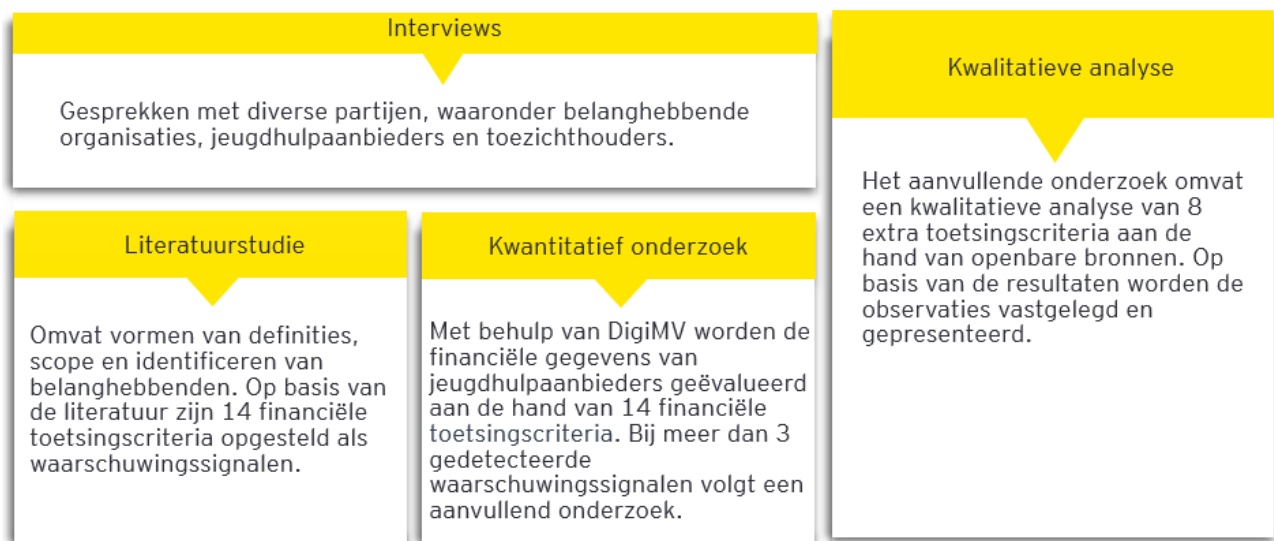 Interviews
Gesprekken met diverse partijen, waaronder belanghebbende
organisaties, jeugdhulpaanbieders en toezichthouders.
Literatuurstudie
Omvat vormen van definities,
scope en identificeren van
belanghebbenden. Op basis van
de literatuur zijn 14 financiële
toetsingscriteria opgesteld als
waarschuwingssignalen.
Kwantitatief onderzoek
Met behulp van DigiMV worden de
financiële gegevens van
jeugdhulpaanbieders geëvalueerd
aan de hand van 14 financiële
toetsingscriteria. Bij meer dan 3
gedetecteerde
waarschuwingssignalen volgt een
aanvullend onderzoek.
Kwalitatieve analyse
Het aanvullende onderzoek omvat
een kwalitatieve analyse van 8
extra toetsingscriteria aan de
hand van openbare bronnen. Op
basis van de resultaten worden de
observaties vastgelegd en
gepresenteerd.